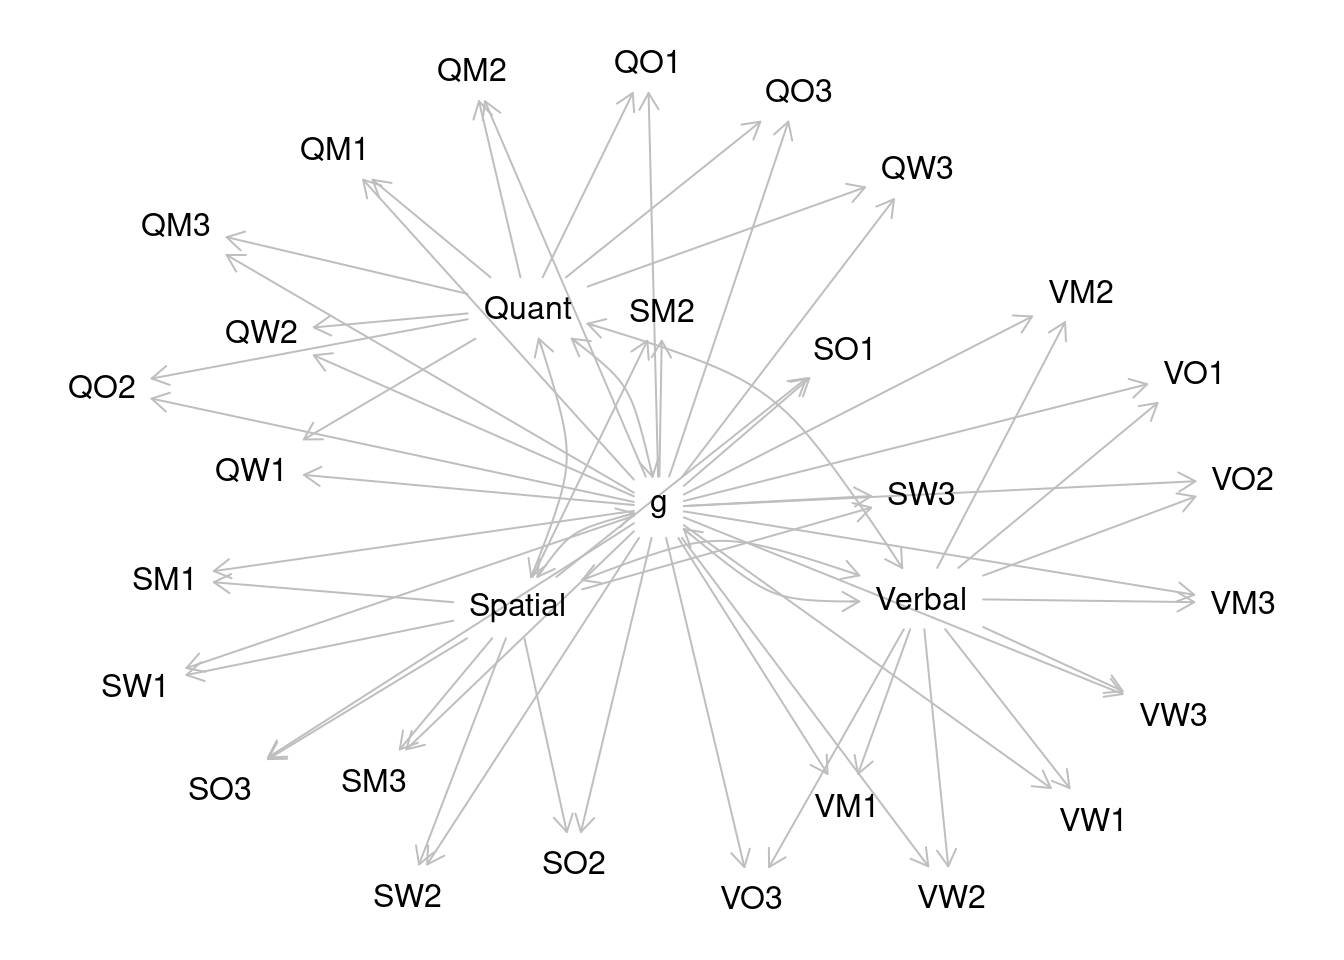 QO1
QM2
QO3
QM1
QW3
QM3
VM2
Quant
SM2
QW2
SO1
VO1
QO2
QW1
VO2
SW3
g
SM1
Verbal
VM3
Spatial
SW1
VW3
SM3
SO3
VM1
VW1
SO2
SW2
VO3
VW2